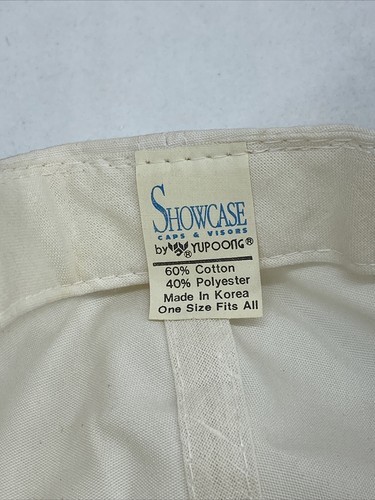 SHOWCASE
CAPS & VISORS
by YUPOONG®
60% Cotton
40% Polyester
Made In Korea
One Size Fits All